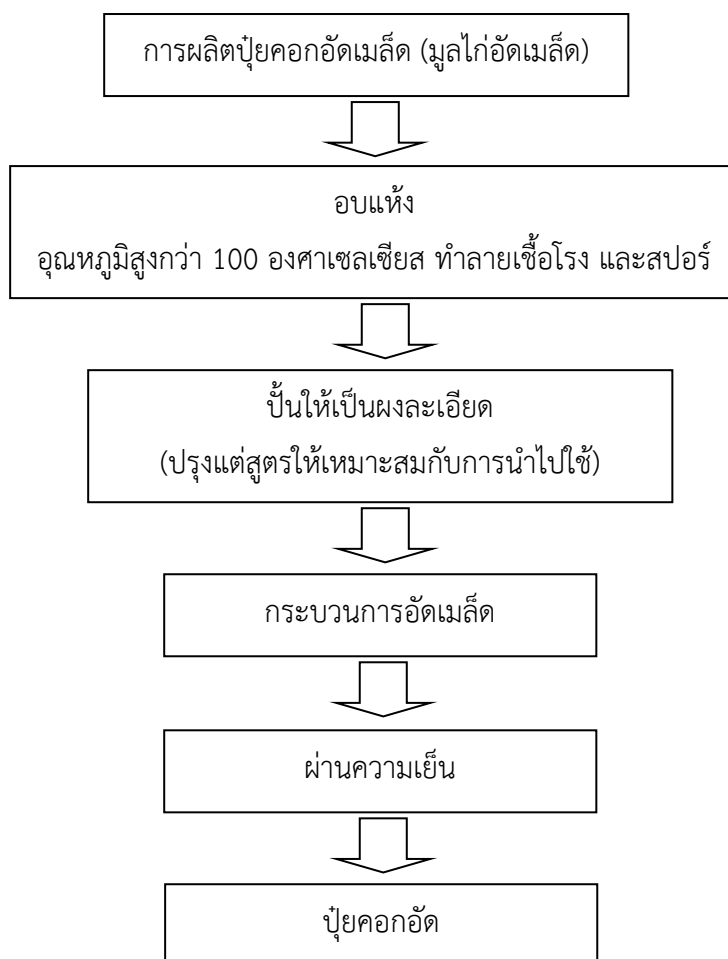 การผลิตปุ๋ยคอกอัดเมล็ด (มูลไก่อัดเมล็ด)
อบแห้ง
อุณหภูมิสูงกว่า 100 องศาเซลเซียส ทำลายเชื้อโรง และสปอร์
ปั้นให้เป็นผงละเอียด
(ปรุงแต่สูตรให้เหมาะสมกับการนำไปใช้)
กระบวนการอัดเมล็ด
ผ่านความเย็น
ปุ๋ยคอกอัด